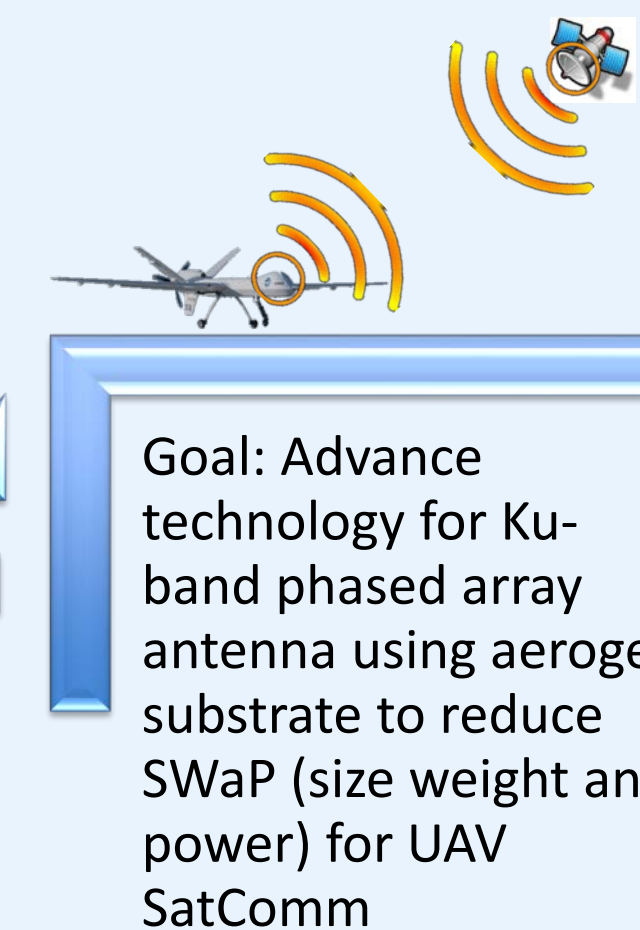 Goal: Advance
technology for Ku-
band phased array
antenna using aeroge
substrate to reduce
SWaP (size weight an
power) for UAV
SatComm